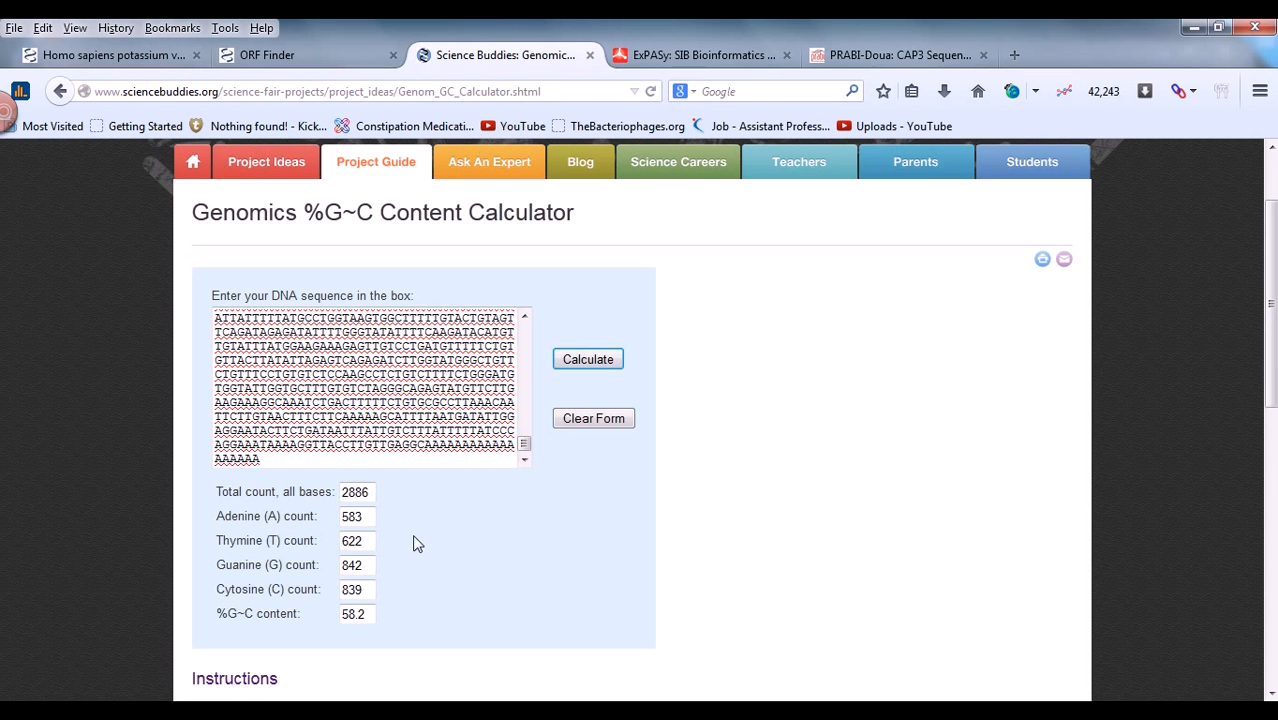 File Edit View History Bookmarks Tools Help
Homo sapiens potassium v... × ORF Finder × Science Buddies: Genomic... × ExPASy: SIB Bioinformatics ... × PRABI-Doua: CAP3 Sequen... ×
www.sciencebuddies.org/science-fair-projects/project_ideas/Genom_GC_Calculator.shtml Google 42,243
Most Visited Getting Started Nothing found! - Kick... Constipation Medicati... YouTube TheBacteriophages.org Job - Assistant Profess... Uploads - YouTube
Project Ideas Project Guide Ask An Expert Blog Science Careers Teachers Parents Students
Genomics %G~C Content Calculator
Enter your DNA sequence in the box:
ATTATTTTTATGCCTGGTAAGTGGCTTTTTGTACTGTAGT
TCAGATAGAGATATTTTGGGTATATTTTCAAGATACATGT
TGTATTTATGGAAGAAAGAGTTGTCCTGATGTTTTTCTGT
GTTACTTATATTAGAGTCAGAGATCTTGGTATGGGCTGTT
CTGTTTCCTGTGTCTCCAAGCCTCTGTCTTTTCTGGGATG
TGGTATTGGTGCTTTGTGTCTAGGGCAGAGTATGTTCTTG
AAGAAAGGCAAATCTGACTTTTTCTGTGCGCCTTAAACAA
TTCTTGTAACTTTCTTCAAAAAGCATTTTAATGATATTGG
AGGAATACTTCTGATAATTTATTGTCTTTATTTTTATCCC
AGGAAATAAAAGGTTACCTTGTTGAGGCAAAAAAAAAAAA
AAAAAA
Calculate
Clear Form
Total count, all bases: 2886
Adenine (A) count: 583
Thymine (T) count: 622
Guanine (G) count: 842
Cytosine (C) count: 839
%G~C content: 58.2
Instructions